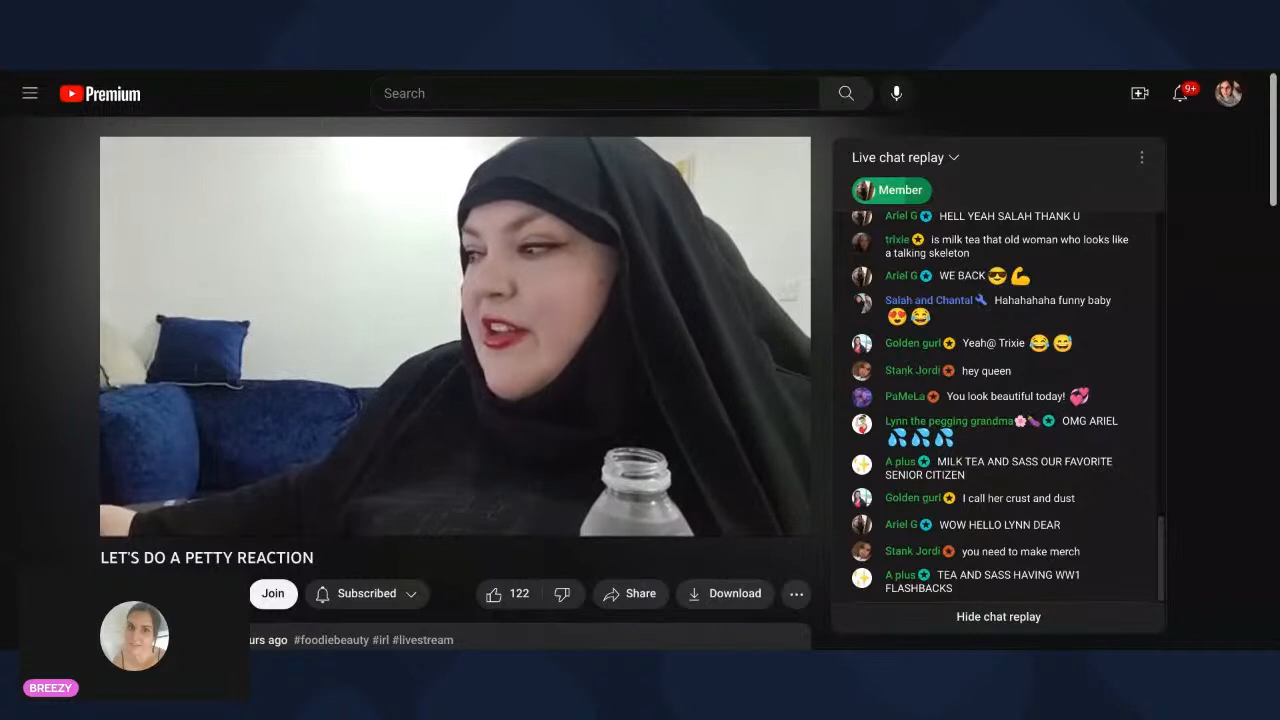 Premium
Search
9+
Live chat replay
Member
Ariel G HELL YEAH SALAH THANK U
trixie is milk tea that old woman who looks like
a talking skeleton
Ariel G WE BACK 😎 💪
Salah and Chantal Hahahahaha funny baby
😍 😂
Golden gurl Yeah@ Trixie 😂 😅
Stank Jordi hey queen
PaMeLa You look beautiful today! 💞
Lynn the pegging grandma🌸🍆 OMG ARIEL
💦 💦 💦
A plus MILK TEA AND SASS OUR FAVORITE
SENIOR CITIZEN
Golden gurl I call her crust and dust
Ariel G WOW HELLO LYNN DEAR
Stank Jordi you need to make merch
A plus TEA AND SASS HAVING WW1
FLASHBACKS
Hide chat replay
LET'S DO A PETTY REACTION
Join
Subscribed
122
Share
Download
urs ago #foodiebeauty #irl #livestream
BREEZY